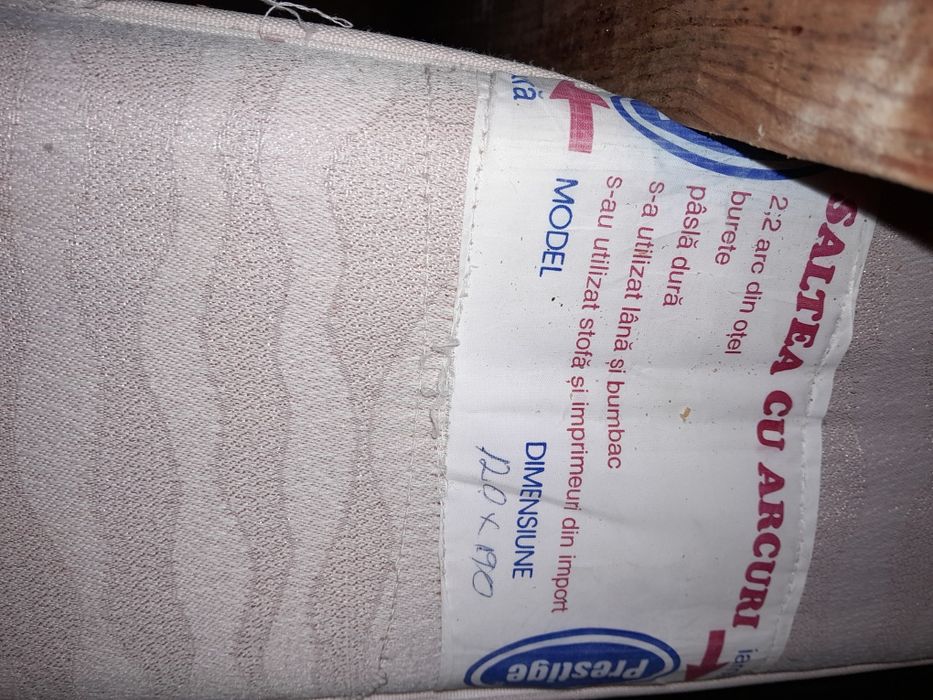 SALTEA CU ARCURI
2,2 arc din oțel
burete
pâslă dură
s-a utilizat lână și bumbac
s-au utilizat stofă și imprimeuri din import
MODEL
DIMENSIUNE
120 x 190
Prestige